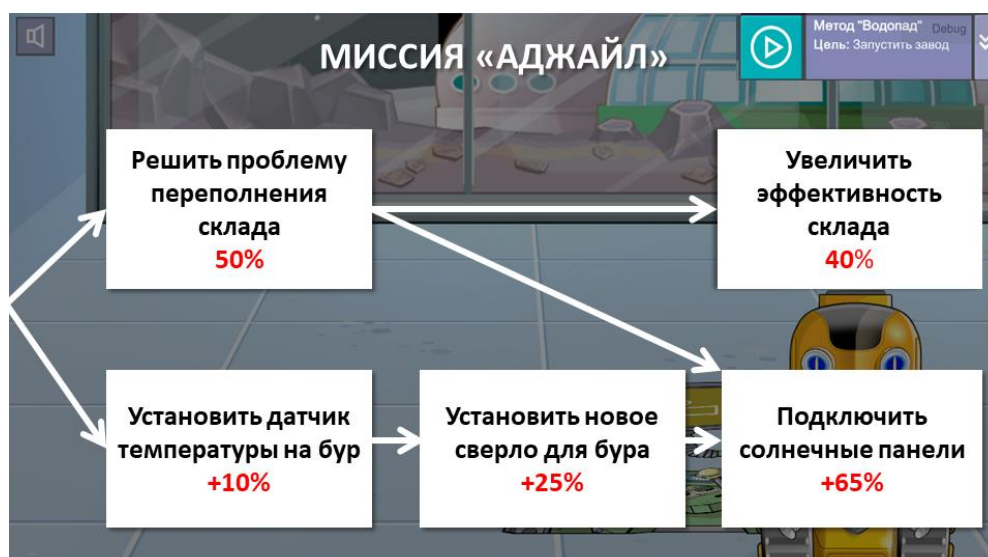 МИССИЯ «АДЖАЙЛ»
Метод "Водопад" Debug
Цель: Запустить завод
Решить проблему
переполнения
склада
50%
Увеличить
эффективность
склада
40%
Установить датчик
температуры на бур
+10%
Установить новое
сверло для бура
+25%
Подключить
солнечные панели
+65%